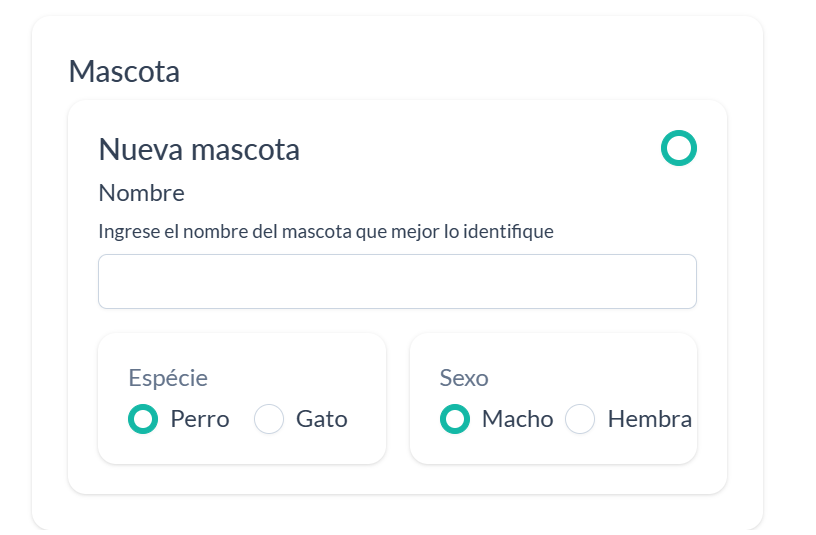 Mascota
Nueva mascota
Nombre
Ingrese el nombre del mascota que mejor lo identifique
Espécie
Sexo
Perro
Gato
Macho
Hembra